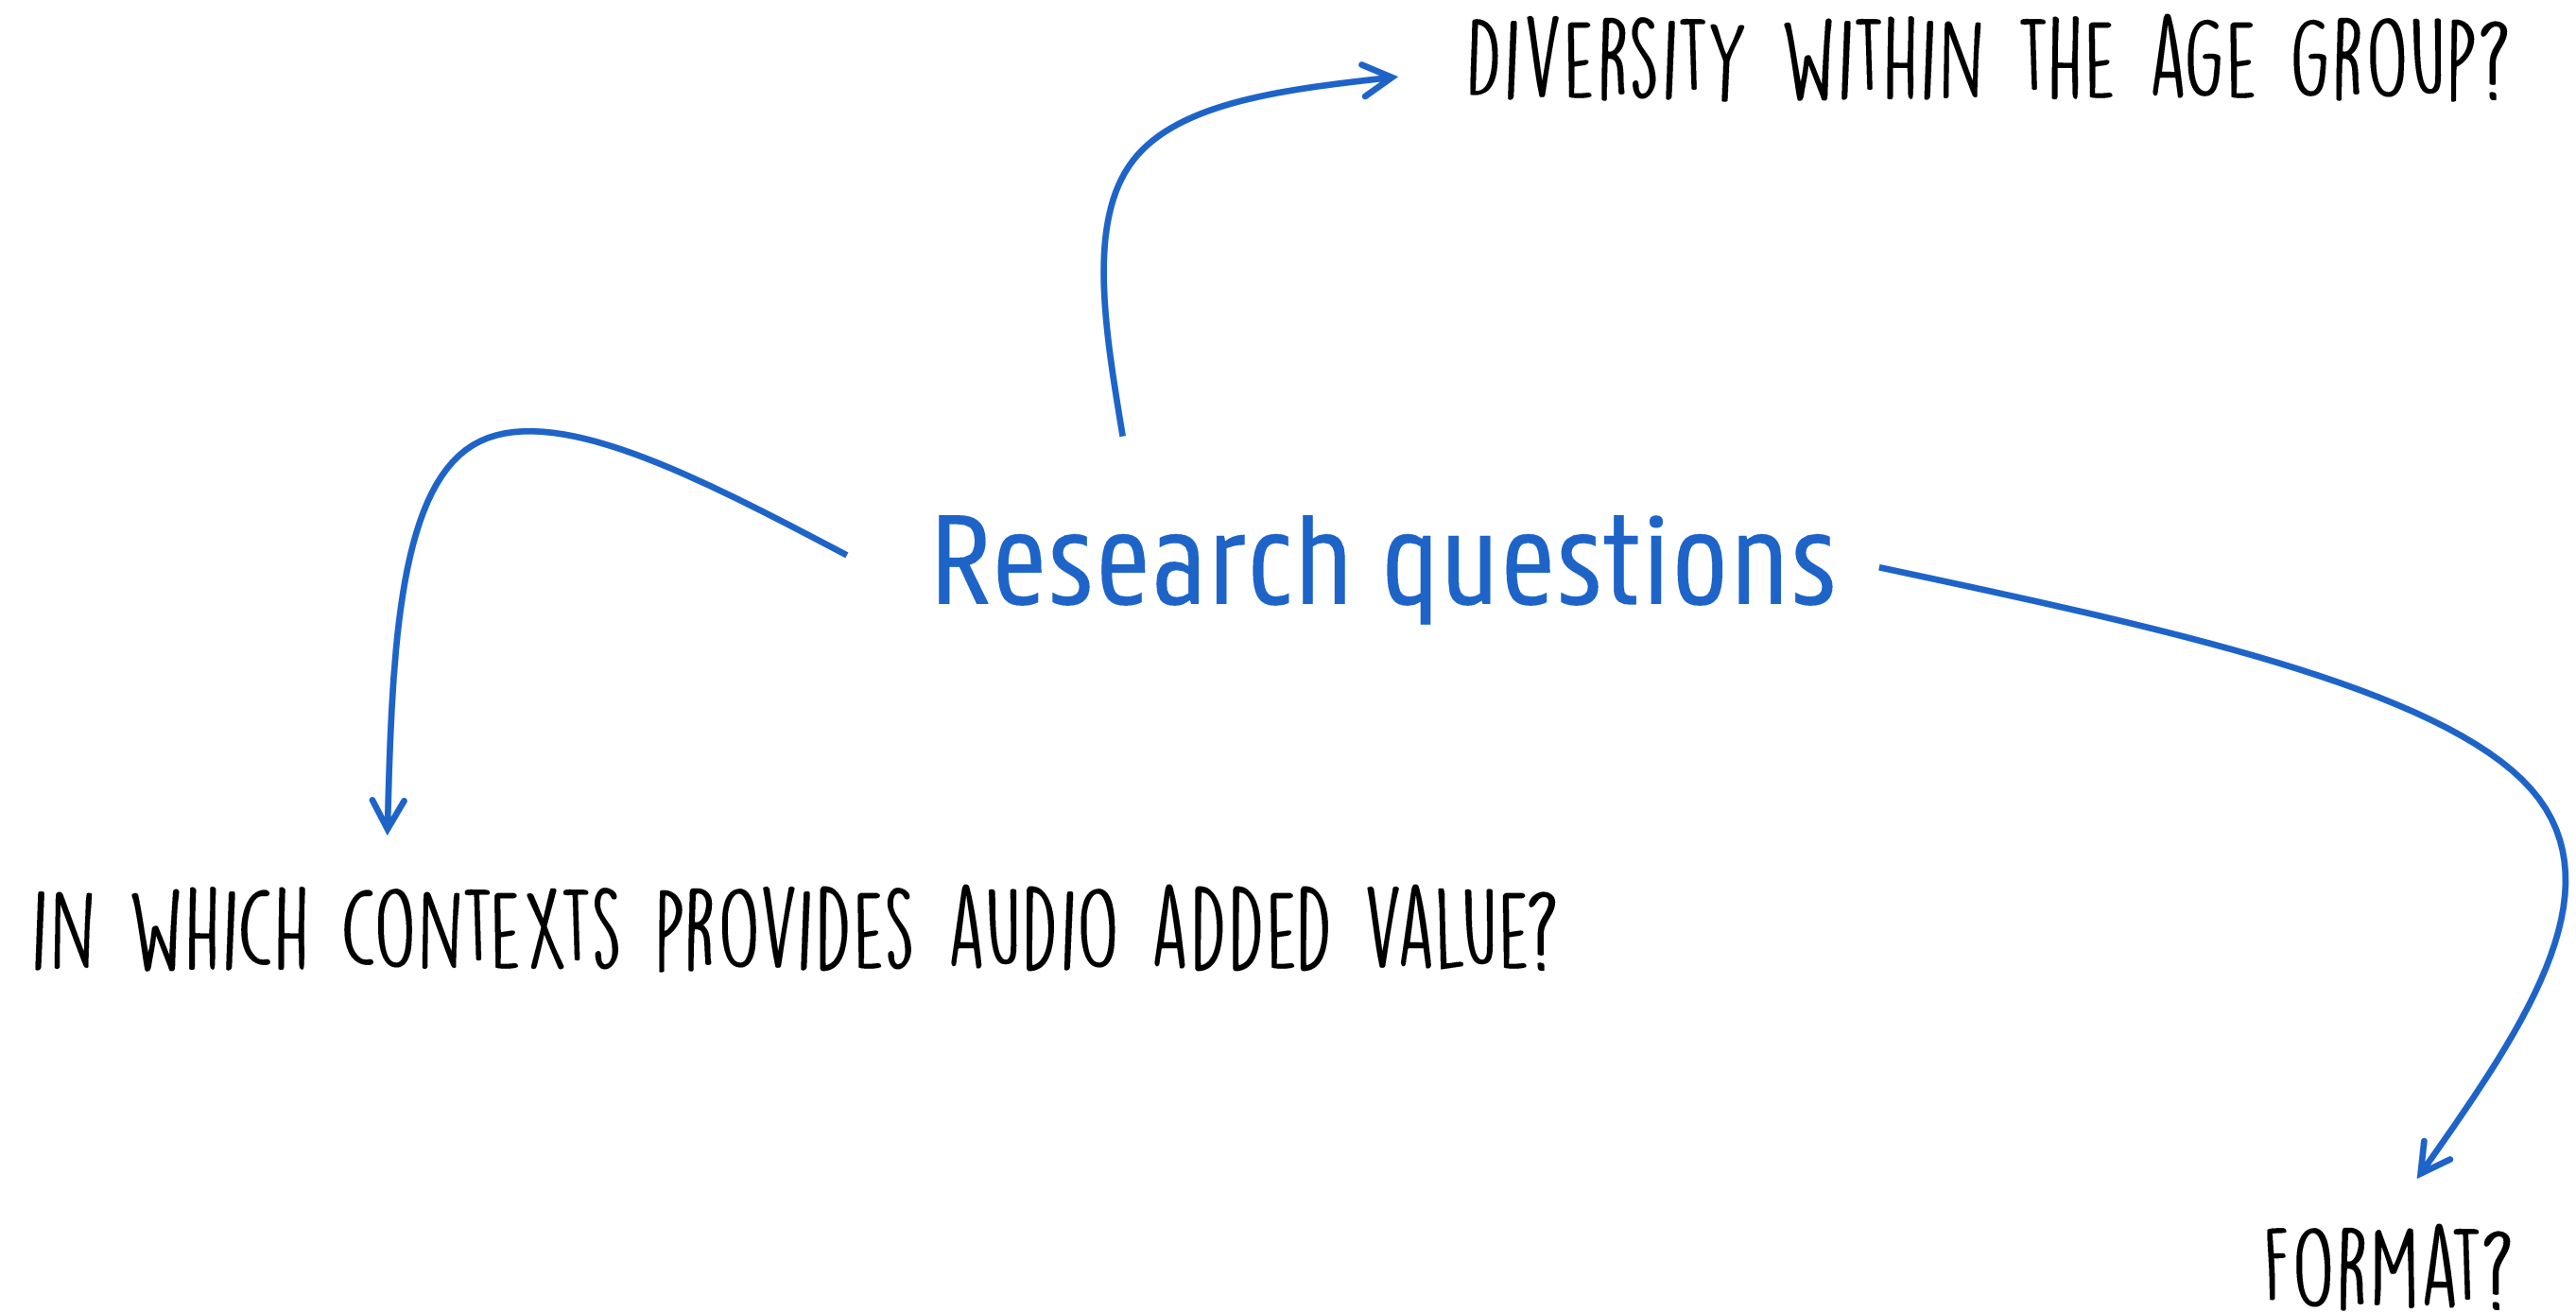 DIVERSITY WITHIN THE AGE GROUP?
Research questions
IN WHICH CONTEXTS PROVIDES AUDIO ADDED VALUE?
FORMAT?